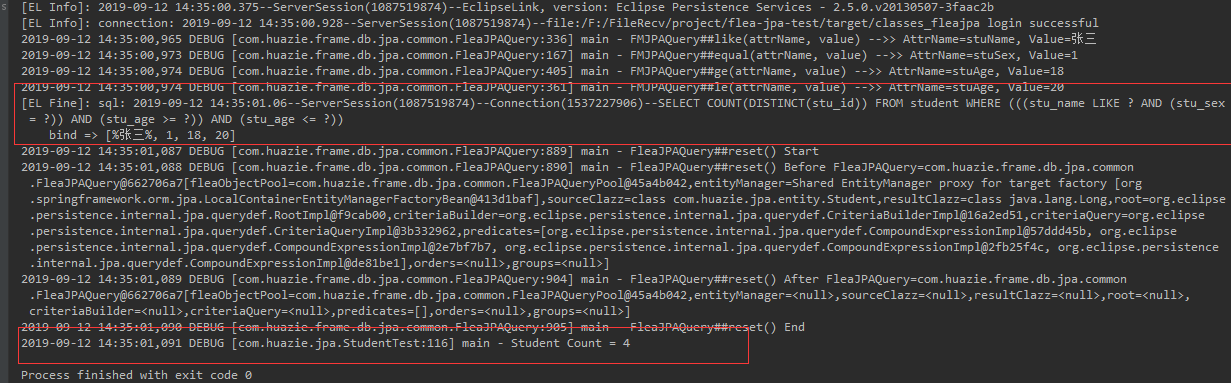 [EL Info]: 2019-09-12 14:35:00.375--ServerSession(1087519874)--EclipseLink, version: Eclipse Persistence Services - 2.5.0.v20130507-3faac2b
[EL Info]: connection: 2019-09-12 14:35:00.928--ServerSession(1087519874)--file:/F:/FileRecv/project/flea-jpa-test/target/classes_fleajpa login successful
2019-09-12 14:35:00,965 DEBUG [com.huazie.frame.db.jpa.common.FleaJPAQuery:336] main - FMJPAQuery##like(attrName, value) -->> AttrName=stuName, Value=张三
2019-09-12 14:35:00,973 DEBUG [com.huazie.frame.db.jpa.common.FleaJPAQuery:167] main - FMJPAQuery##equal(attrName, value) -->> AttrName=stuSex, Value=1
2019-09-12 14:35:00,974 DEBUG [com.huazie.frame.db.jpa.common.FleaJPAQuery:405] main - FMJPAQuery##ge(attrName, value) -->> AttrName=stuAge, Value=18
2019-09-12 14:35:00,974 DEBUG [com.huazie.frame.db.jpa.common.FleaJPAQuery:361] main - FMJPAQuery##le(attrName, value) -->> AttrName=stuAge, Value=20
[EL Fine]: sql: 2019-09-12 14:35:01.06--ServerSession(1087519874)--Connection(1537227906)--SELECT COUNT(DISTINCT(stu_id)) FROM student WHERE (((stu_name LIKE ? AND (stu_sex
= ?)) AND (stu_age >= ?)) AND (stu_age <= ?))
bind => [%张三%, 1, 18, 20]
2019-09-12 14:35:01,087 DEBUG [com.huazie.frame.db.jpa.common.FleaJPAQuery:889] main - FleaJPAQuery##reset() Start
2019-09-12 14:35:01,088 DEBUG [com.huazie.frame.db.jpa.common.FleaJPAQuery:890] main - FleaJPAQuery##reset() Before FleaJPAQuery=com.huazie.frame.db.jpa.common
.FleaJPAQuery@662706a7[fleaObjectPool=com.huazie.frame.db.jpa.common.FleaJPAQueryPool@45a4b042,entityManager=Shared EntityManager proxy for target factory [org
.springframework.orm.jpa.LocalContainerEntityManagerFactoryBean@413d1baf],sourceClazz=class com.huazie.jpa.entity.Student,resultClazz=class java.lang.Long,root=org.eclipse
.persistence.internal.jpa.querydef.RootImpl@f9cab00,criteriaBuilder=org.eclipse.persistence.internal.jpa.querydef.CriteriaBuilderImpl@16a2ed51,criteriaQuery=org.eclipse
.persistence.internal.jpa.querydef.CriteriaQueryImpl@3b332962,predicates=[org.eclipse.persistence.internal.jpa.querydef.CompoundExpressionImpl@57ddd45b, org.eclipse
.persistence.internal.jpa.querydef.CompoundExpressionImpl@2e7bf7b7, org.eclipse.persistence.internal.jpa.querydef.CompoundExpressionImpl@2fb25f4c, org.eclipse.persistence
.internal.jpa.querydef.CompoundExpressionImpl@de81be1],orders=<null>,groups=<null>]
2019-09-12 14:35:01,089 DEBUG [com.huazie.frame.db.jpa.common.FleaJPAQuery:904] main - FleaJPAQuery##reset() After FleaJPAQuery=com.huazie.frame.db.jpa.common
.FleaJPAQuery@662706a7[fleaObjectPool=com.huazie.frame.db.jpa.common.FleaJPAQueryPool@45a4b042,entityManager=<null>,sourceClazz=<null>,resultClazz=<null>,root=<null>,
criteriaBuilder=<null>,criteriaQuery=<null>,predicates=[],orders=<null>,groups=<null>]
2019-09-12 14:35:01,090 DEBUG [com.huazie.frame.db.jpa.common.FleaJPAQuery:905] main - FleaJPAQuery##reset() End
2019-09-12 14:35:01,091 DEBUG [com.huazie.jpa.StudentTest:116] main - Student Count = 4
Process finished with exit code 0